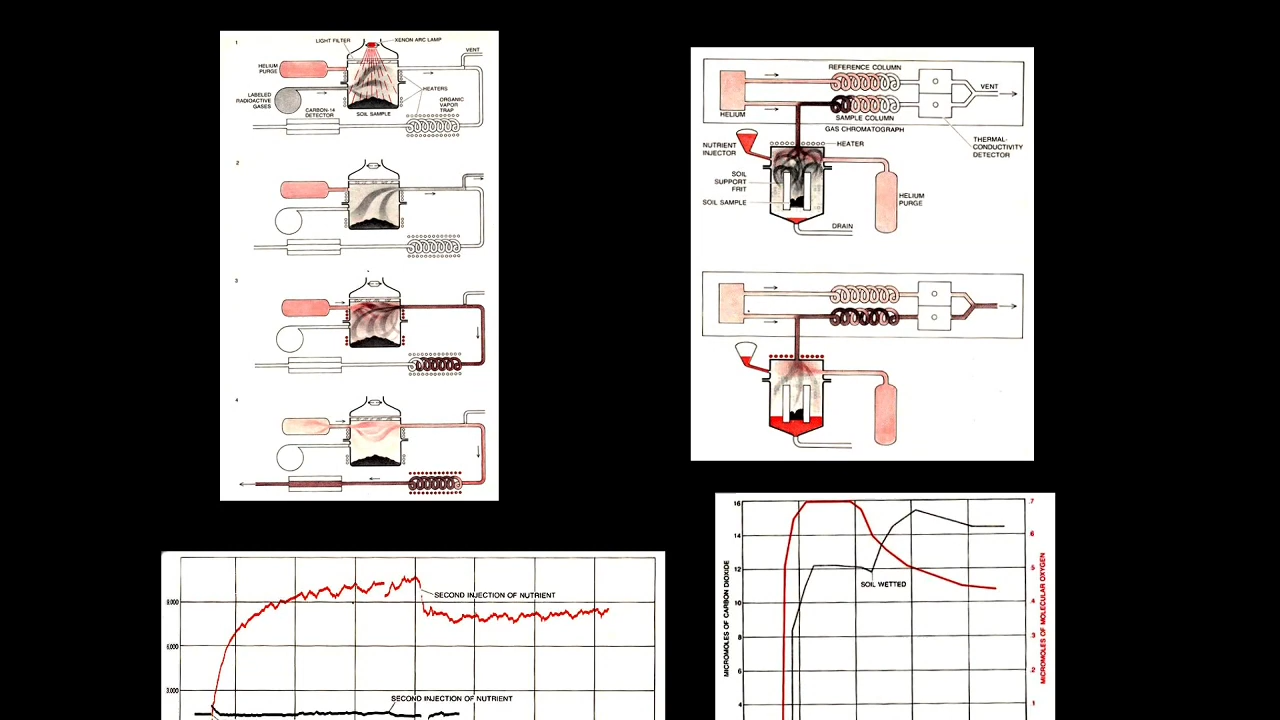 1
LIGHT FILTER
XENON ARC LAMP
VENT
HELIUM
PURGE
HEATERS
LABELED
RADIOACTIVE
GASES
CARBON-14
DETECTOR
SOIL SAMPLE
ORGANIC
VAPOR
TRAP
2
3
4
REFERENCE COLUMN
VENT
HELIUM
SAMPLE COLUMN
GAS CHROMATOGRAPH
THERMAL-
CONDUCTIVITY
DETECTOR
NUTRIENT
INJECTOR
HEATER
SOIL
SUPPORT
FRIT
SOIL SAMPLE
HELIUM
PURGE
DRAIN
9,000
6,000
3,000
SECOND INJECTION OF NUTRIENT
SECOND INJECTION OF NUTRIENT
MICROMOLES OF CARBON DIOXIDE
16
14
12
10
8
6
4
SOIL WETTED
.7
.6
.5
.4
.3
.2
.1
MICROMOLES OF MOLECULAR OXYGEN